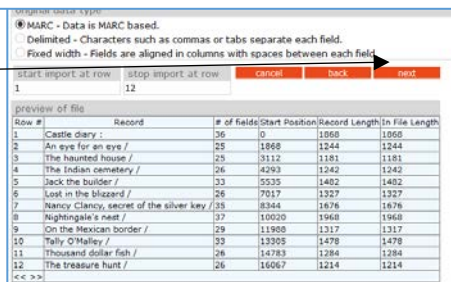 original data type
MARC - Data is MARC based.
Delimited - Characters such as commas or tabs separate each field.
Fixed width - Fields are aligned in columns with spaces between each field
start import at row stop import at row cancel back next
1 12
preview of file
Row # Record # of fields Start Position Record Length In File Length
1 Castle diary : 36 0 1868 1868
2 An eye for an eye / 25 1868 1244 1244
3 The haunted house / 25 3112 1181 1181
4 The Indian cemetery / 26 4293 1242 1242
5 Jack the builder / 33 5535 1482 1482
6 Lost in the blizzard / 26 7017 1327 1327
7 Nancy Clancy, secret of the silver key / 35 8344 1676 1676
8 Nightingale's nest / 37 10020 1968 1968
9 On the Mexican border / 29 11988 1317 1317
10 Tally O'Malley / 33 13305 1478 1478
11 Thousand dollar fish / 26 14783 1284 1284
12 The treasure hunt / 26 16067 1214 1214
<< >>